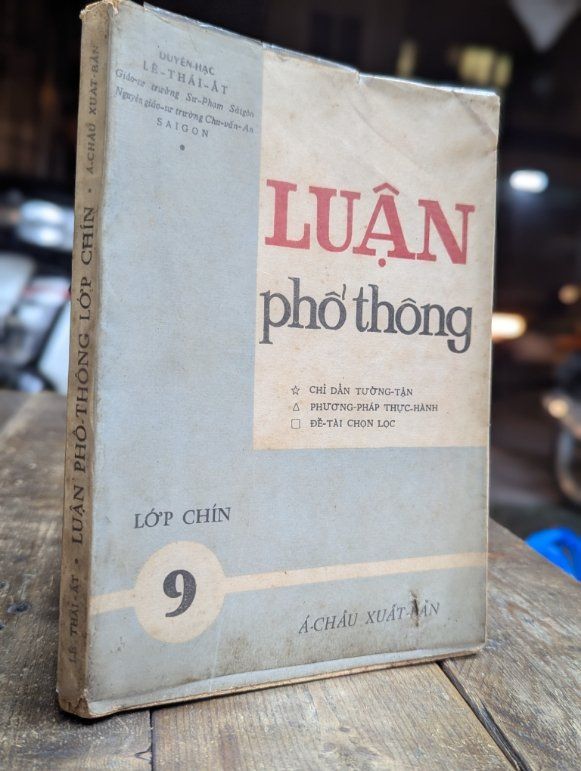 DUYÊN-HẠC
LÊ-THÁI-ẤT
Giáo-sư trường Sư-Phạm Sàigòn
Nguyên giáo-sư trường Chu-văn-An
SAIGON
LUẬN
phổ thông
☆ CHỈ DẪN TƯỜNG-TẬN
△ PHƯƠNG-PHÁP THỰC-HÀNH
□ ĐỀ-TÀI CHỌN LỌC
LỚP CHÍN
9
Á-CHÂU XUẤT-BẢN
LÊ THÁI-ẤT • LUẬN PHỔ-THÔNG LỚP CHÍN • Á-CHÂU XUẤT-BẢN